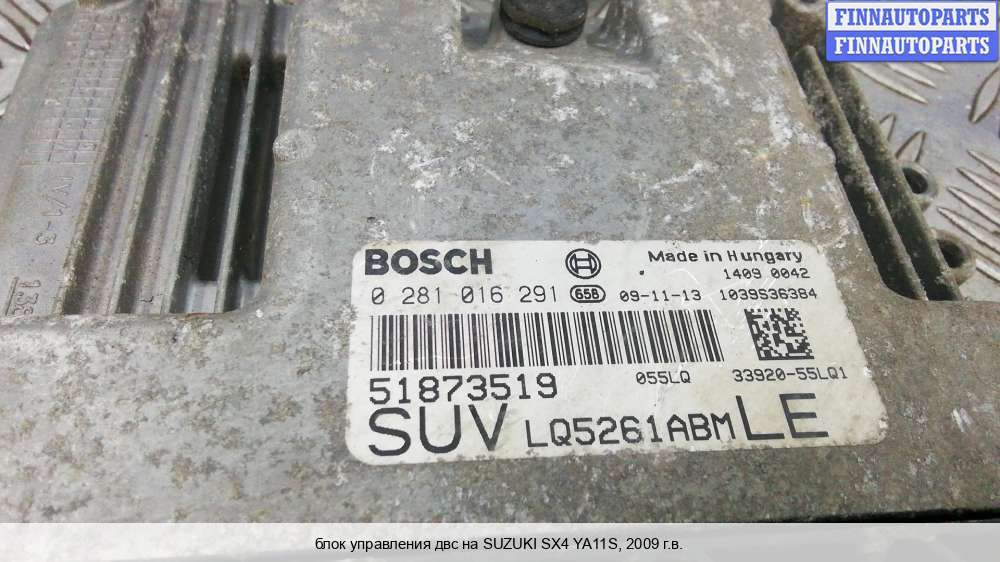 FINNAUTOPARTS
FINNAUTOPARTS
BOSCH
Made in Hungary
1409 0042
0 281 016 291 658 09-11-13 1039S36384
51873519
055LQ 33920-55LQ1
SUV LQ5261ABM LE
блок управления двс на SUZUKI SX4 YA11S, 2009 г.в.